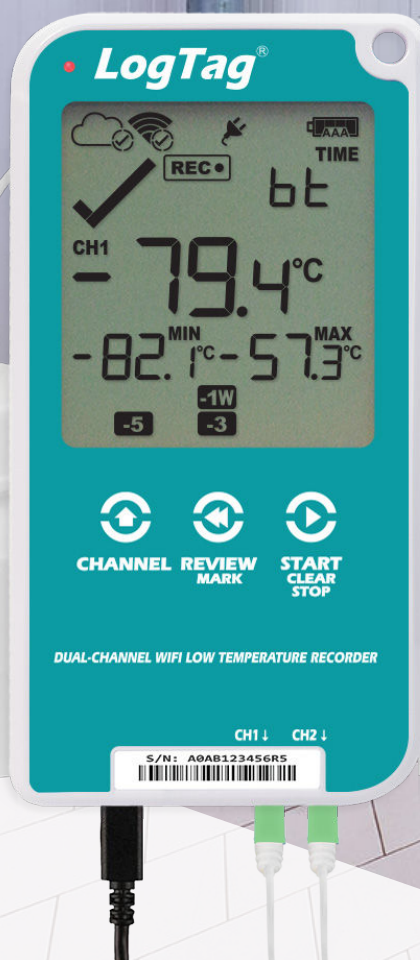 LogTag®
AAA
REC
TIME
bt
CH1
-79.4°C
MIN
MAX
-82.1°C
-57.3°C
-1W
-5
-3
CHANNEL
REVIEW
MARK
START
CLEAR
STOP
DUAL-CHANNEL WIFI LOW TEMPERATURE RECORDER
CH1↓ CH2↓
S/N: A0AB123456R5